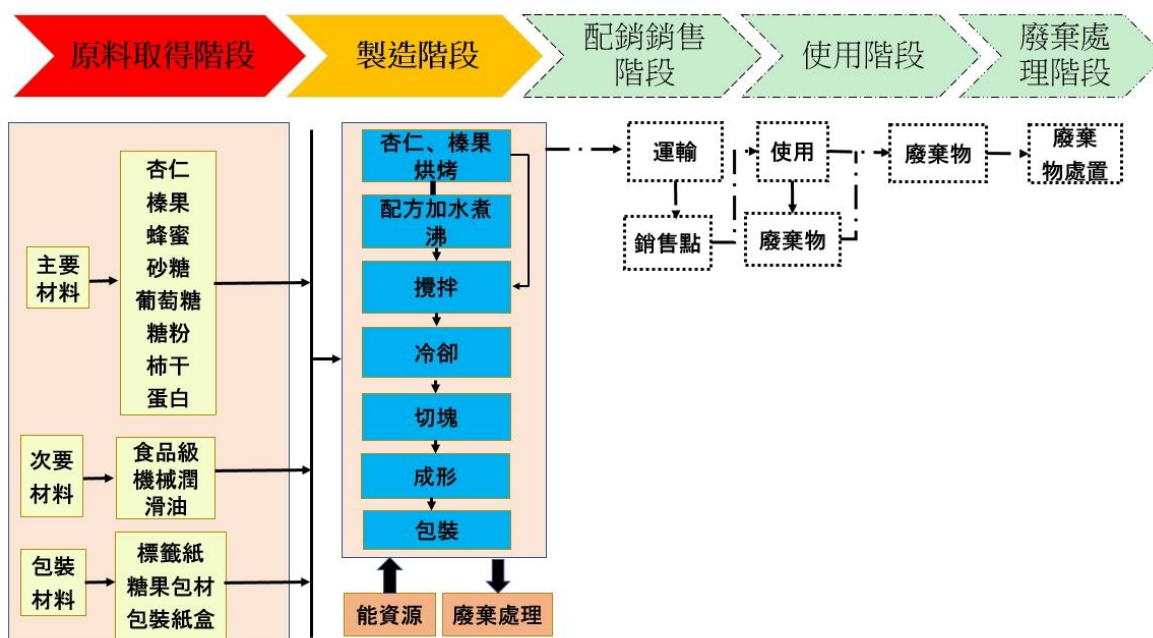 原料取得階段
製造階段
配銷銷售
階段
使用階段
廢棄處
理階段
主要
材料
杏仁
榛果
蜂蜜
砂糖
葡萄糖
糖粉
柿干
蛋白
次要
材料
食品級
機械潤
滑油
包裝
材料
標籤紙
糖果包材
包裝紙盒
杏仁、榛果
烘烤
配方加水煮
沸
攪拌
冷卻
切塊
成形
包裝
能資源
廢棄處理
運輸
銷售點
使用
廢棄物
廢棄物
廢棄
物處置